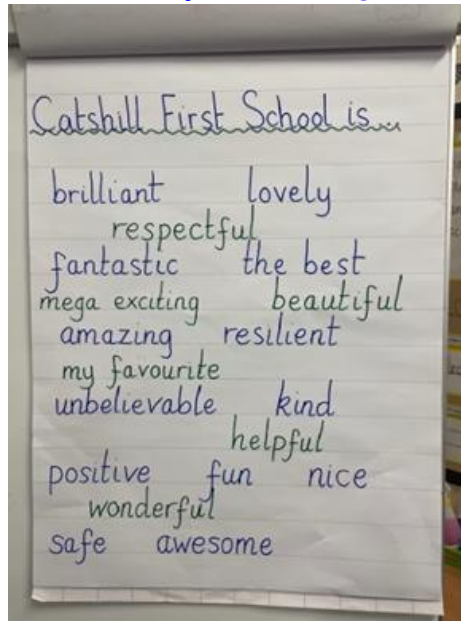 Catshill First School is...
brilliant lovely
respectful
fantastic the best
mega exciting beautiful
amazing resilient
my favourite
unbelievable kind
helpful
positive fun nice
wonderful
safe awesome